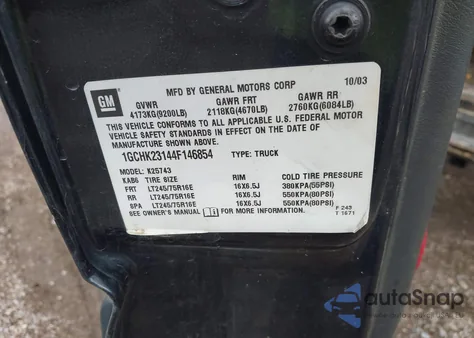 GM
MFD BY GENERAL MOTORS CORP 10/03
GVWR GAWR FRT GAWR RR
4173KG(9200LB) 2118KG(4670LB) 2760KG(6084LB)
THIS VEHICLE CONFORMS TO ALL APPLICABLE U.S. FEDERAL MOTOR
VEHICLE SAFETY STANDARDS IN EFFECT ON THE DATE OF
MANUFACTURE SHOWN ABOVE.
1GCHK23144F146854 TYPE: TRUCK
MODEL: K25743
KAB6 TIRE SIZE RIM COLD TIRE PRESSURE
FRT LT245/75R16E 16X6.5J 380KPA(55PSI)
RR LT245/75R16E 16X6.5J 550KPA(80PSI)
SPA LT245/75R16E 16X6.5J 550KPA(80PSI)
SEE OWNER'S MANUAL FOR MORE INFORMATION.
F 243
T 1671
autoSnap